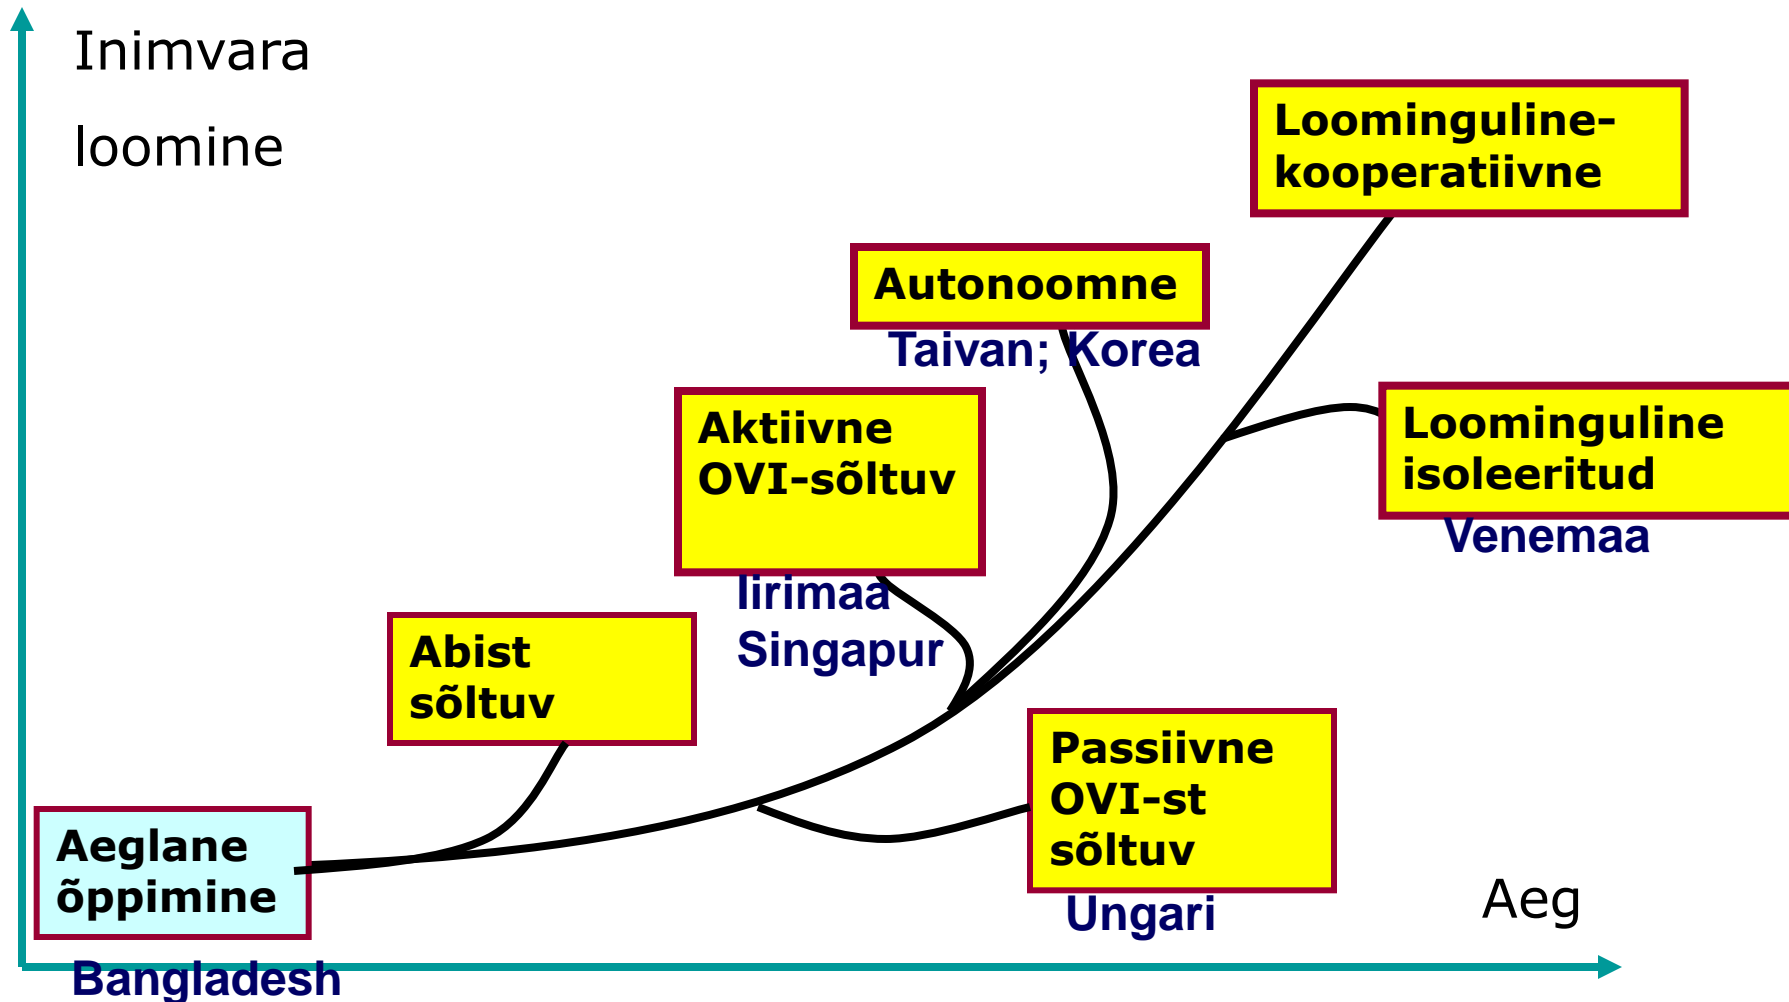 Inimvara
loomine
Loominguline-
kooperatiivne
Autonoomne
Taivan; Korea
Aktiivne
OVI-sõltuv
Iirimaa
Singapur
Loominguline
isoleeritud
Venemaa
Abist
sõltuv
Passiivne
OVI-st
sõltuv
Ungari
Aeglane
õppimine
Bangladesh
Aeg